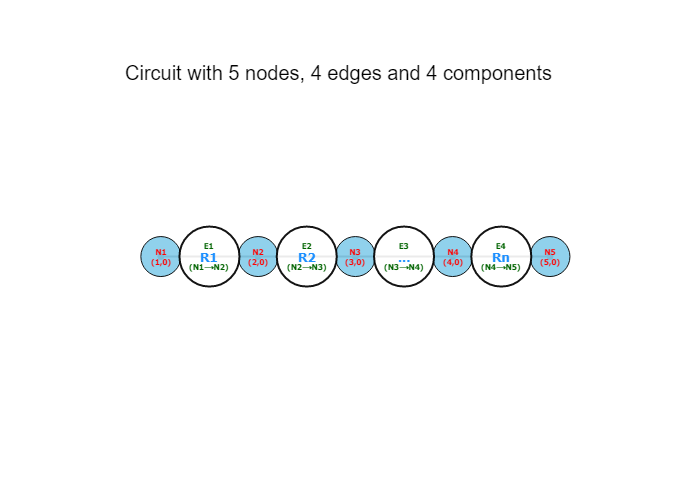 Circuit with 5 nodes, 4 edges and 4 components
N1
(1,0)
E1
R1
(N1→N2)
N2
(2,0)
E2
R2
(N2→N3)
N3
(3,0)
E3
...
(N3→N4)
N4
(4,0)
E4
Rn
(N4→N5)
N5
(5,0)